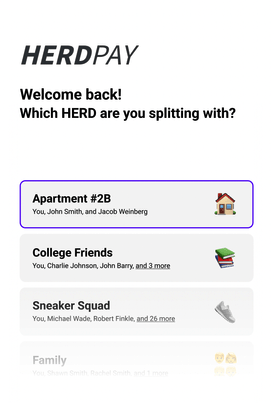 HERDPAY
Welcome back!
Which HERD are you splitting with?
Apartment #2B
You, John Smith, and Jacob Weinberg
College Friends
You, Charlie Johnson, John Barry, and 3 more
Sneaker Squad
You, Michael Wade, Robert Finkle, and 26 more
Family